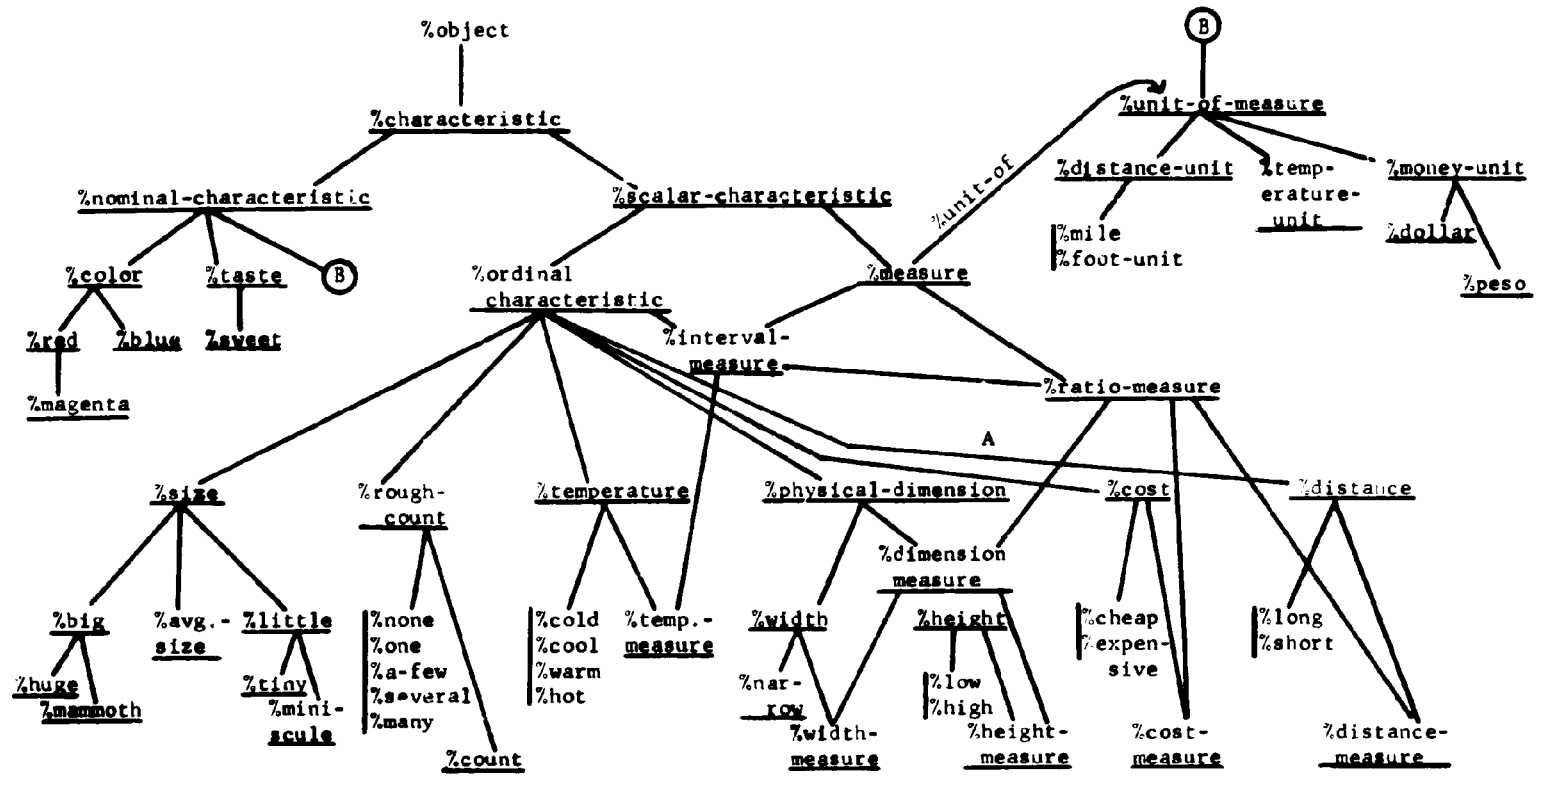 %object
B
%unit-of-measure
%characteristic
%unit-of
%distance-unit
%temp-
erature-
unit
%money-unit
%nominal-characteristic
%scalar-characteristic
%mile
%foot-unit
%dollar
%peso
%color
%taste
B
%ordinal
characteristic
%measure
%red
%blue
%sweet
%interval-
measure
%magenta
%ratio-measure
A
%size
%rough-
count
%temperature
%physical-dimension
%cost
%distance
%dimension
measure
%big
%avg.-
size
%little
%none
%one
%a-few
%several
%many
%cold
%cool
%warm
%hot
%temp.-
measure
%width
%height
%cheap
%expen-
sive
%long
%short
%huge
%mammoth
%tiny
%mini-
scule
%nar-
row
%low
%high
%width-
measure
%height-
measure
%cost-
measure
%distance-
measure
%count